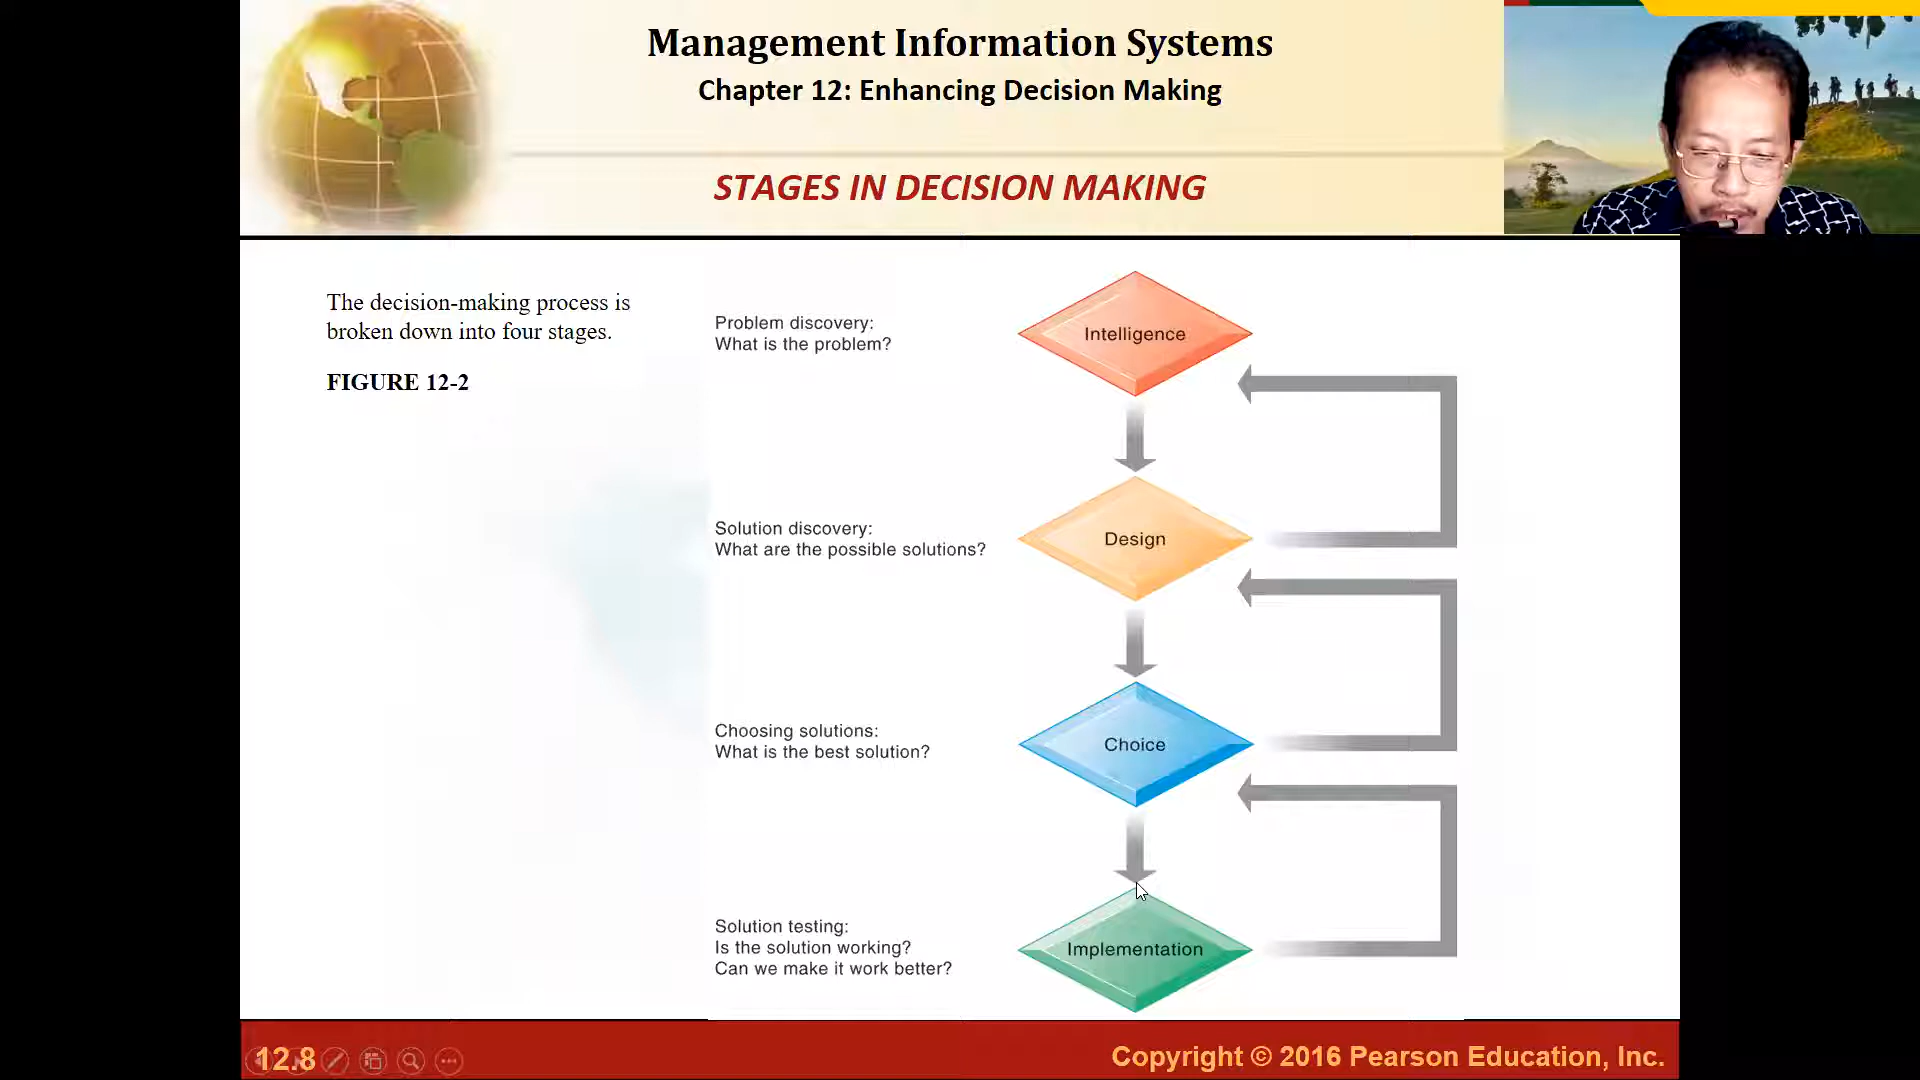 Management Information Systems
Chapter 12: Enhancing Decision Making
STAGES IN DECISION MAKING
The decision-making process is
broken down into four stages.
FIGURE 12-2
Problem discovery:
What is the problem?
Intelligence
Solution discovery:
What are the possible solutions?
Design
Choosing solutions:
What is the best solution?
Choice
Solution testing:
Is the solution working?
Can we make it work better?
Implementation
12.8
Copyright © 2016 Pearson Education, Inc.